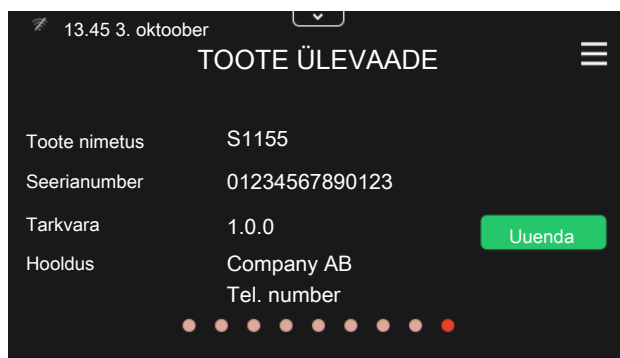 13.45 3. oktoober
TOOTE ÜLEVAADE
Toote nimetus S1155
Seerianumber 01234567890123
Tarkvara 1.0.0 Uuenda
Hooldus Company AB
Tel. number